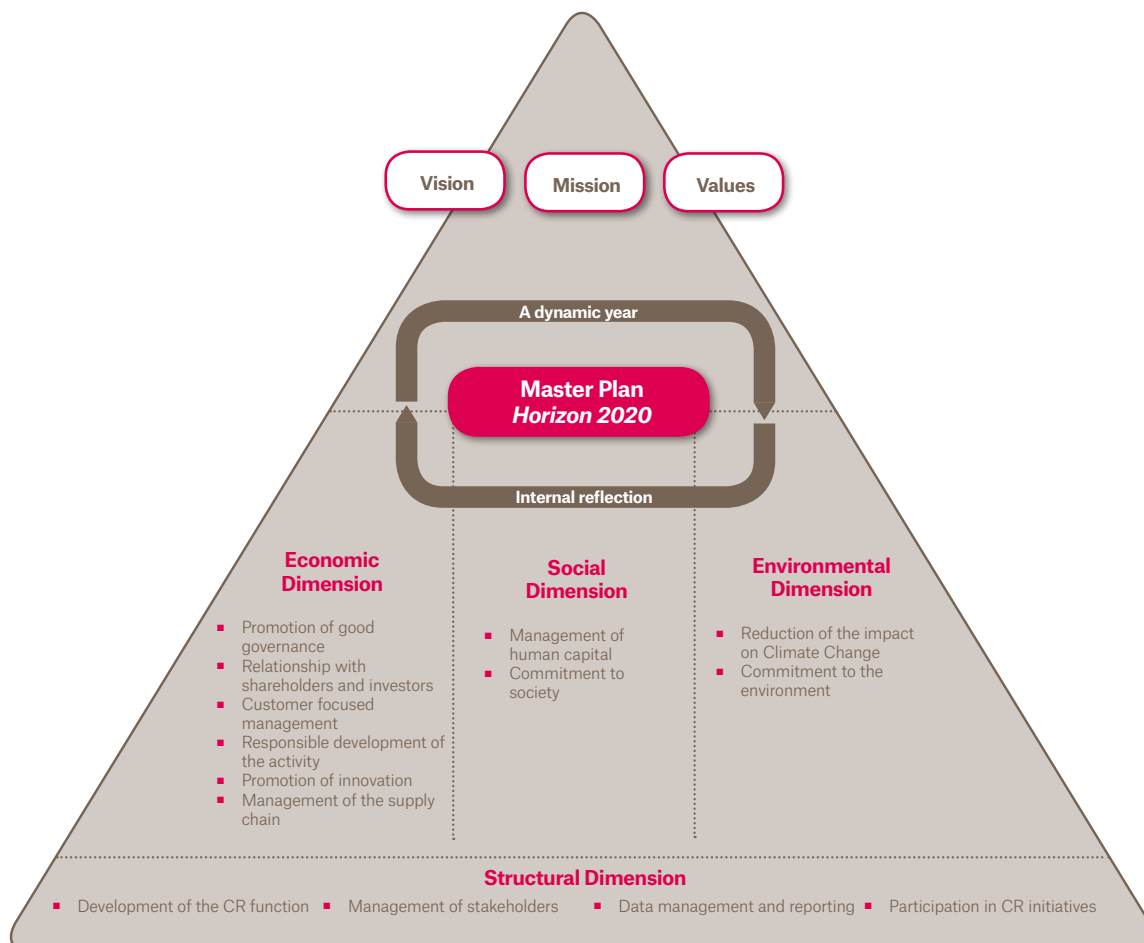 Vision
Mission
Values
A dynamic year
Master Plan
Horizon 2020
Internal reflection
Economic
Dimension
Promotion of good
governance
Relationship with
shareholders and investors
Customer focused
management
Responsible development of
the activity
Promotion of innovation
Management of the supply
chain
Social
Dimension
Management of
human capital
Commitment to
society
Environmental
Dimension
Reduction of the impact
on Climate Change
Commitment to the
environment
Structural Dimension
Development of the CR function
Management of stakeholders
Data management and reporting
Participation in CR initiatives